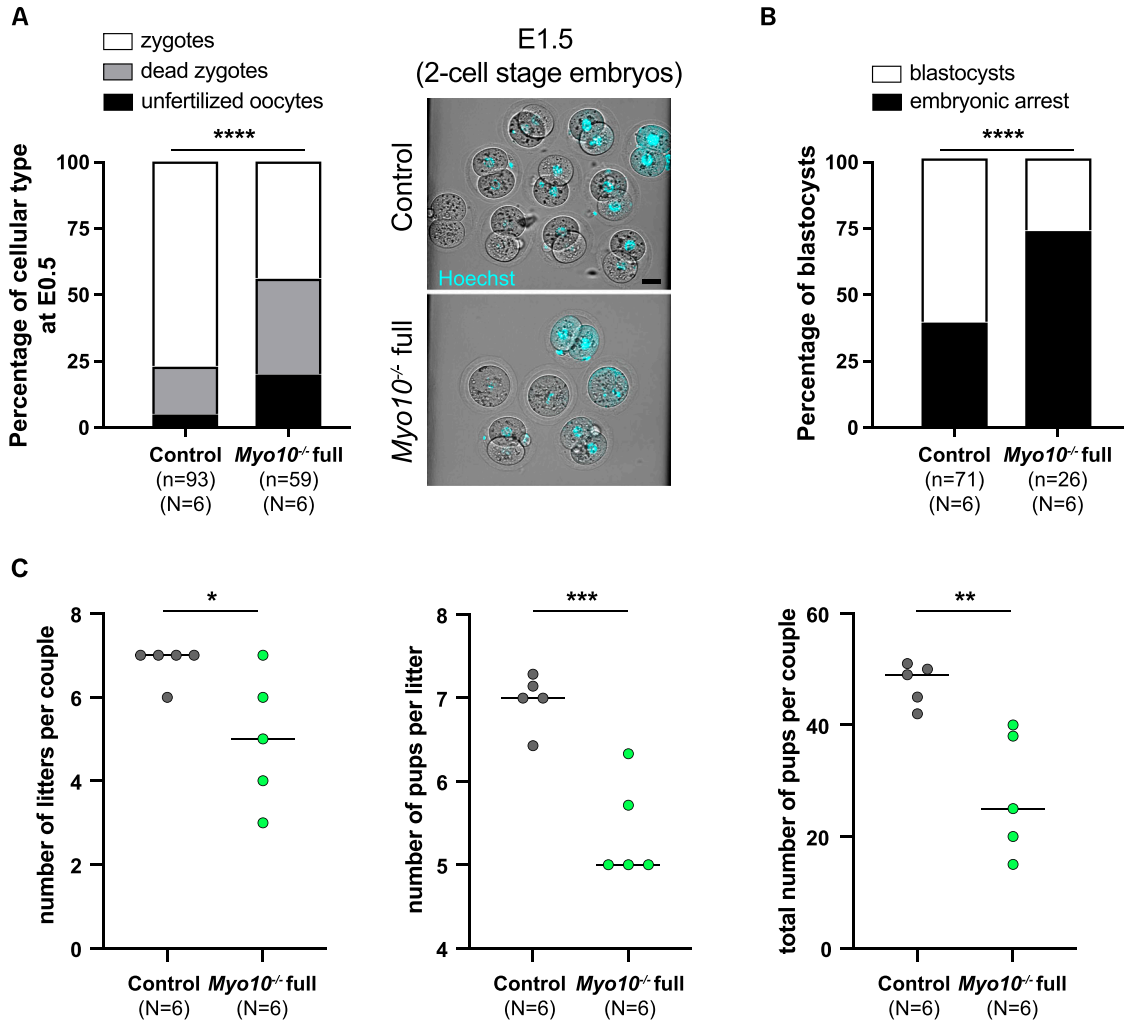 A
zygotes
dead zygotes
unfertilized oocytes
****
Percentage of cellular type
at E0.5
100
75
50
25
0
Control
(n=93)
(N=6)
Myo10-/- full
(n=59)
(N=6)
E1.5
(2-cell stage embryos)
Control
Hoechst
Myo10-/- full
B
blastocysts
embryonic arrest
****
Percentage of blastocysts
100
75
50
25
0
Control
(n=71)
(N=6)
Myo10-/- full
(n=26)
(N=6)
C
*
number of litters per couple
8
6
4
2
0
Control
(N=6)
Myo10-/- full
(N=6)
***
number of pups per litter
8
7
6
5
4
Control
(N=6)
Myo10-/- full
(N=6)
**
total number of pups per couple
60
40
20
0
Control
(N=6)
Myo10-/- full
(N=6)